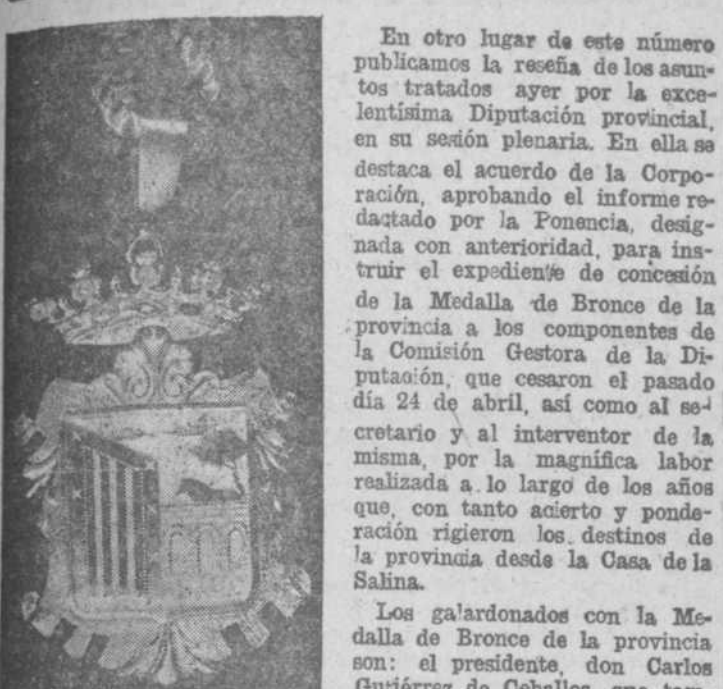 En otro lugar de este número
publicamos la reseña de los asun-
tos tratados ayer por la exce-
lentísima Diputación provincial,
en su sesión plenaria. En ella se
destaca el acuerdo de la Corpo-
ración, aprobando el informe re-
dactado por la Ponencia, desig-
nada con anterioridad, para ins-
truir el expediente de concesión
de la Medalla de Bronce de la
provincia a los componentes de
la Comisión Gestora de la Di-
putación, que cesaron el pasado
día 24 de abril, así como al se-
cretario y al interventor de la
misma, por la magnífica labor
realizada a lo largo de los años
que, con tanto acierto y ponde-
ración rigieron los destinos de
la provincia desde la Casa de la
Salina.
Los galardonados con la Me-
dalla de Bronce de la provincia
son: el presidente, don Carlos
Gutiérrez de Ceballos